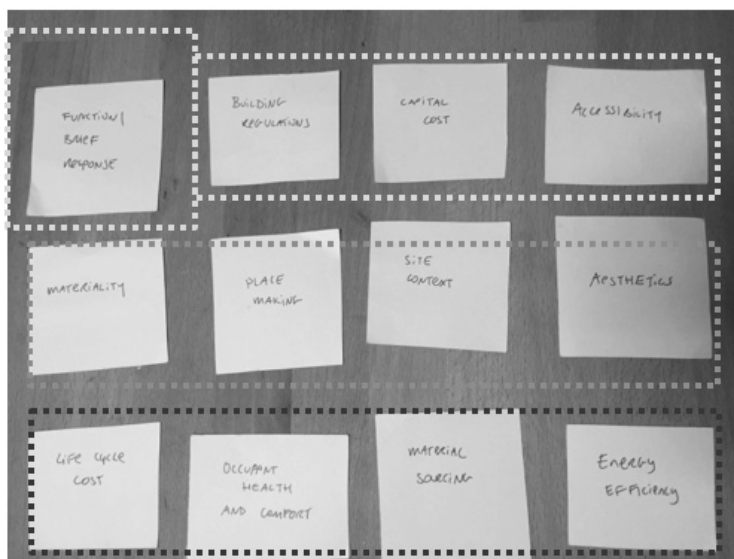 FUNCTION/
BRIEF
RESPONSE
BUILDING
REGULATIONS
CAPITAL
COST
ACCESSIBILITY
MATERIALITY
PLACE
MAKING
SITE
CONTEXT
AESTHETICS
LIFE CYCLE
COST
OCCUPANT
HEALTH
AND COMFORT
MATERIAL
SOURCING
ENERGY
EFFICIENCY